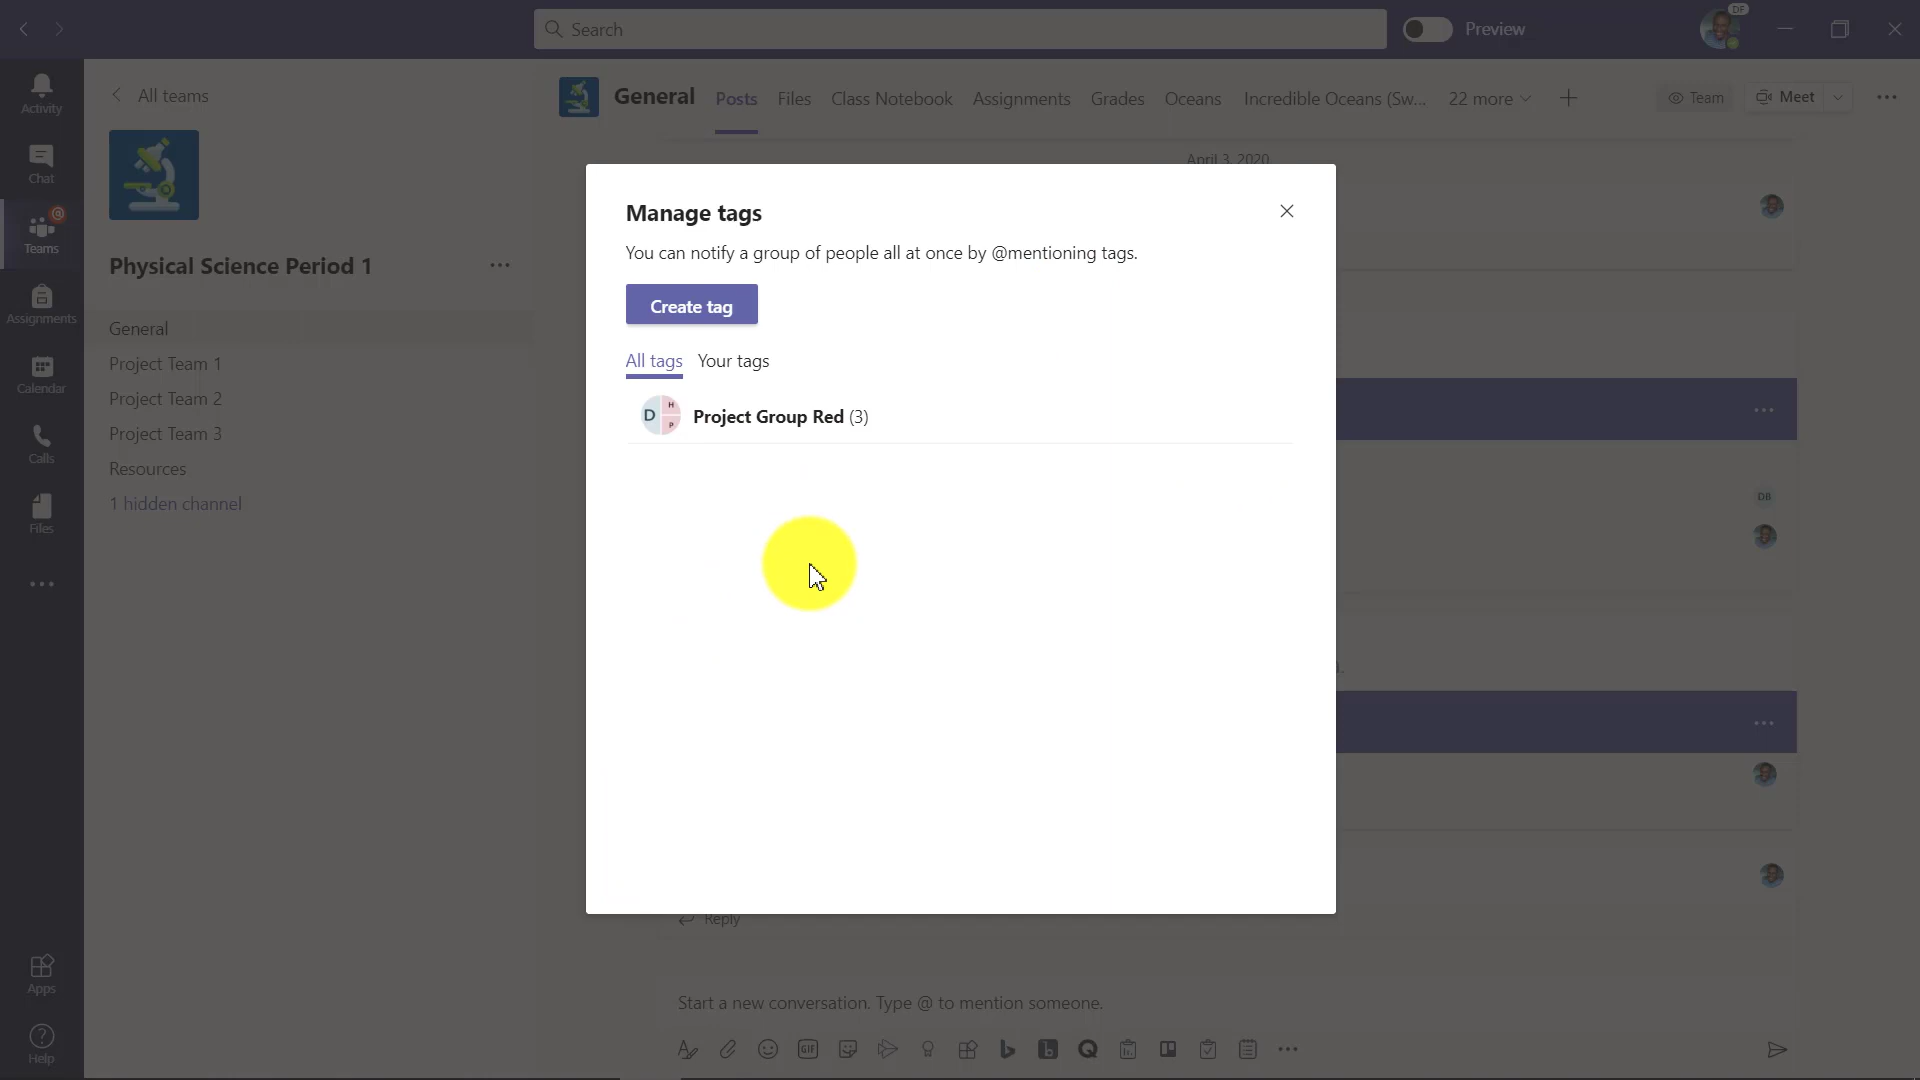 Search
Preview
DF
Activity
Chat
Teams
Assignments
Calendar
Calls
Files
Apps
Help
All teams
Physical Science Period 1
General
Project Team 1
Project Team 2
Project Team 3
Resources
1 hidden channel
General Posts Files Class Notebook Assignments Grades Oceans Incredible Oceans (Sw... 22 more
Team Meet
April 3, 2020
Manage tags
You can notify a group of people all at once by @mentioning tags.
Create tag
All tags Your tags
D H P Project Group Red (3)
DB
Reply
Start a new conversation. Type @ to mention someone.
GIF